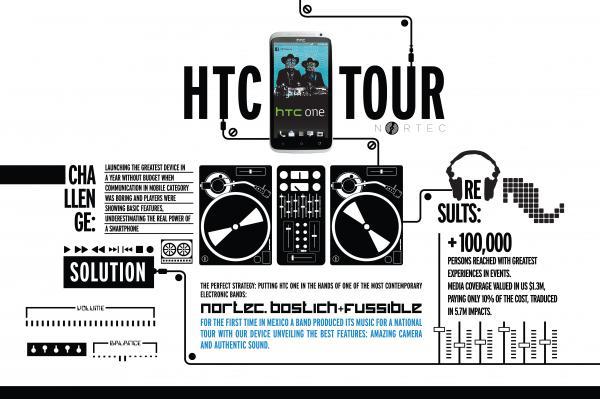 HTC TOUR
hTC
hTC one
NORTEC
CHA
LLEN
GE:
LAUNCHING THE GREATEST DEVICE IN
A YEAR WITHOUT BUDGET WHEN
COMMUNICATION IN MOBILE CATEGORY
WAS BORING AND PLAYERS WERE
SHOWING BASIC FEATURES,
UNDERESTIMATING THE REAL POWER OF
A SMARTPHONE
SOLUTION
VOLUME
BALANCE
THE PERFECT STRATEGY: PUTTING HTC ONE IN THE HANDS OF ONE OF THE MOST CONTEMPORARY
ELECTRONIC BANDS:
nortec. bostich+fussible
FOR THE FIRST TIME IN MEXICO A BAND PRODUCED ITS MUSIC FOR A NATIONAL
TOUR WITH OUR DEVICE UNVEILING THE BEST FEATURES: AMAZING CAMERA
AND AUTHENTIC SOUND.
RE
SULTS:
+100,000
PERSONS REACHED WITH GREATEST
EXPERIENCES IN EVENTS.
MEDIA COVERAGE VALUED IN US $1.3M,
PAYING ONLY 10% OF THE COST, TRADUCED
IN 5.7M IMPACTS.